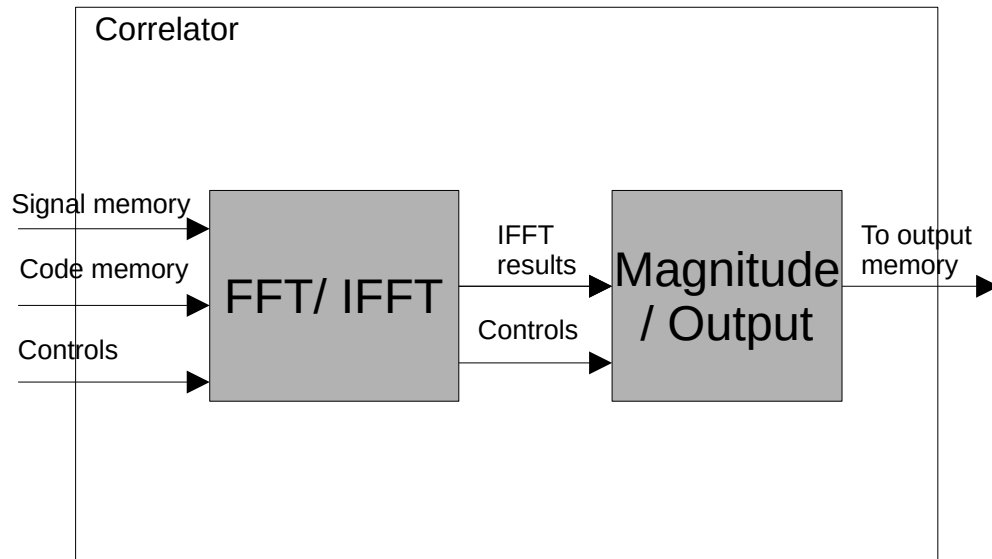 Correlator
Signal memory
Code memory
Controls
FFT/ IFFT
IFFT
results
Controls
Magnitude
/ Output
To output
memory